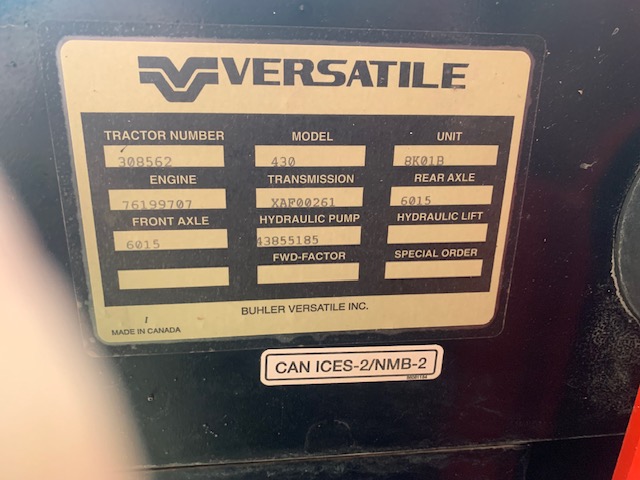 VERSATILE
TRACTOR NUMBER MODEL UNIT
308562 430 8K01B
ENGINE TRANSMISSION REAR AXLE
76199707 XAF00261 6015
FRONT AXLE HYDRAULIC PUMP HYDRAULIC LIFT
6015 43855185
FWD-FACTOR SPECIAL ORDER
BUHLER VERSATILE INC.
MADE IN CANADA
CAN ICES-2/NMB-2